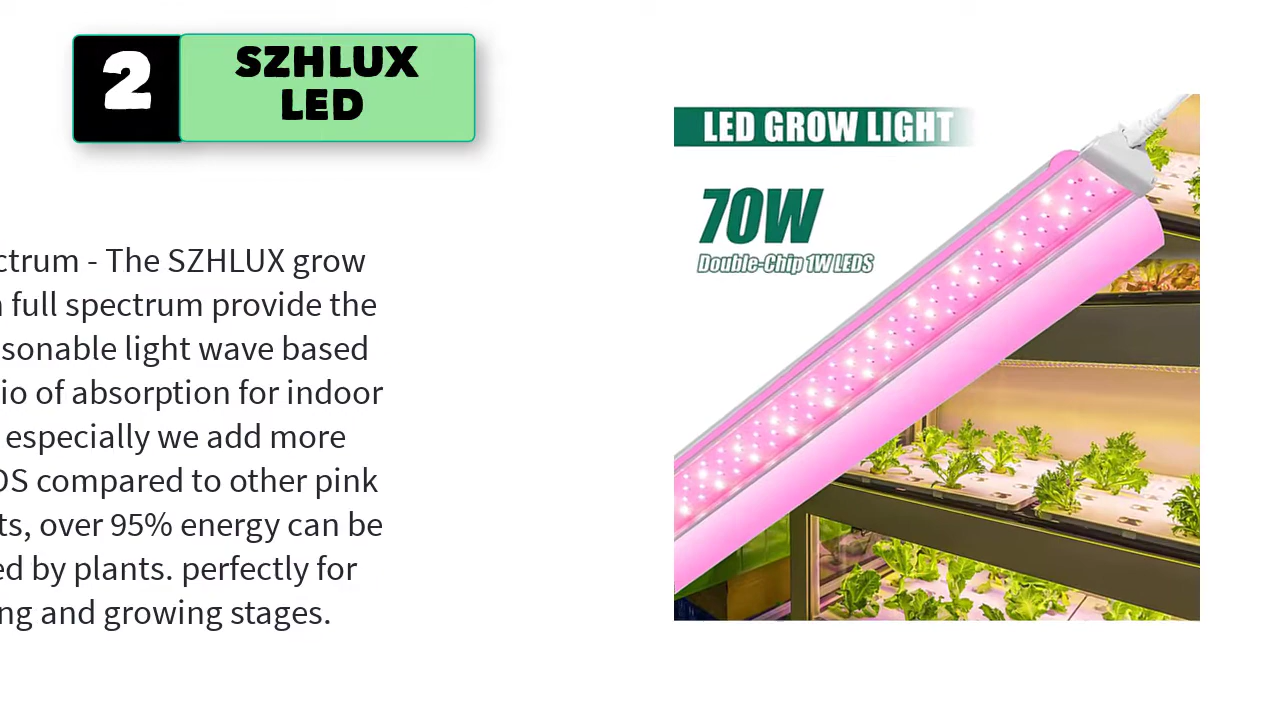 2
SZHLUX
LED
LED GROW LIGHT
70W
Double-Chip 1W LEDS
ctrum - The SZHLUX grow
full spectrum provide the
sonable light wave based
io of absorption for indoor
especially we add more
DS compared to other pink
ts, over 95% energy can be
ed by plants. perfectly for
ng and growing stages.